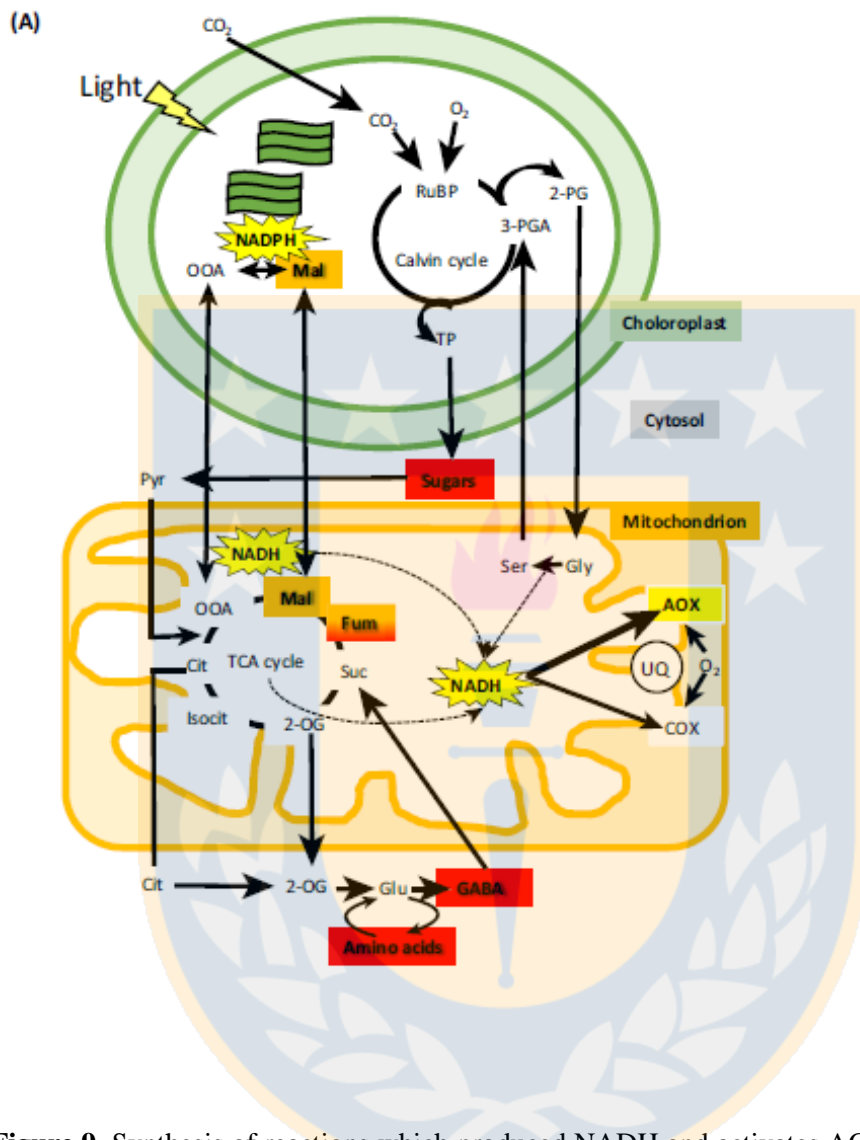 (A)
CO2
Light
CO2
O2
RuBP
2-PG
NADPH
3-PGA
OOA
Mal
Calvin cycle
Choloroplast
TP
Cytosol
Pyr
Sugars
Mitochondrion
NADH
Ser
Gly
Mal
OOA
AOX
Fum
Cit
TCA cycle
Suc
NADH
UQ
O2
Isocit
2-OG
COX
Cit
2-OG
Glu
GABA
Amino acids
Figure 9. Synthesis of reactions which produced NADH and activates AO